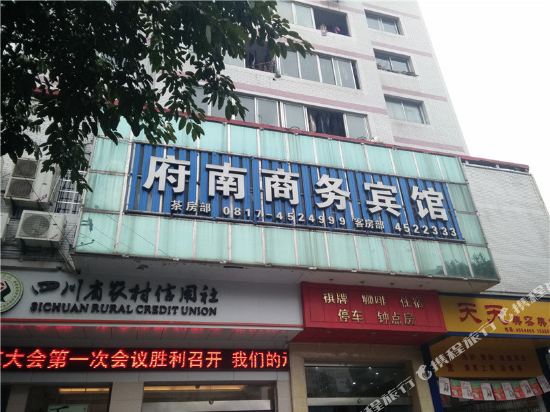 府南商务宾馆
茶房部 0817-4524999 客房部 4522333
四川省农村信用社
SICHUAN RURAL CREDIT UNION
棋牌 咖啡 住宿
停车 钟点房
天天
大会第一次会议胜利召开 我们的
携程旅行